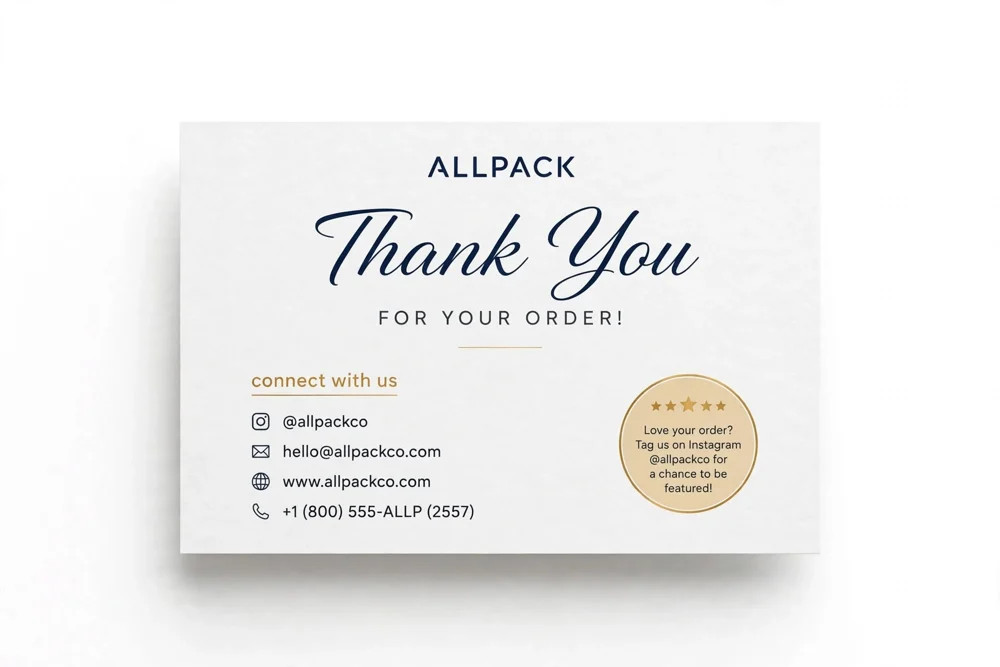 ALLPACK
Thank You
FOR YOUR ORDER!
connect with us
@allpackco
hello@allpackco.com
www.allpackco.com
+1 (800) 555-ALLP (2557)
Love your order?
Tag us on Instagram
@allpackco for
a chance to be
featured!